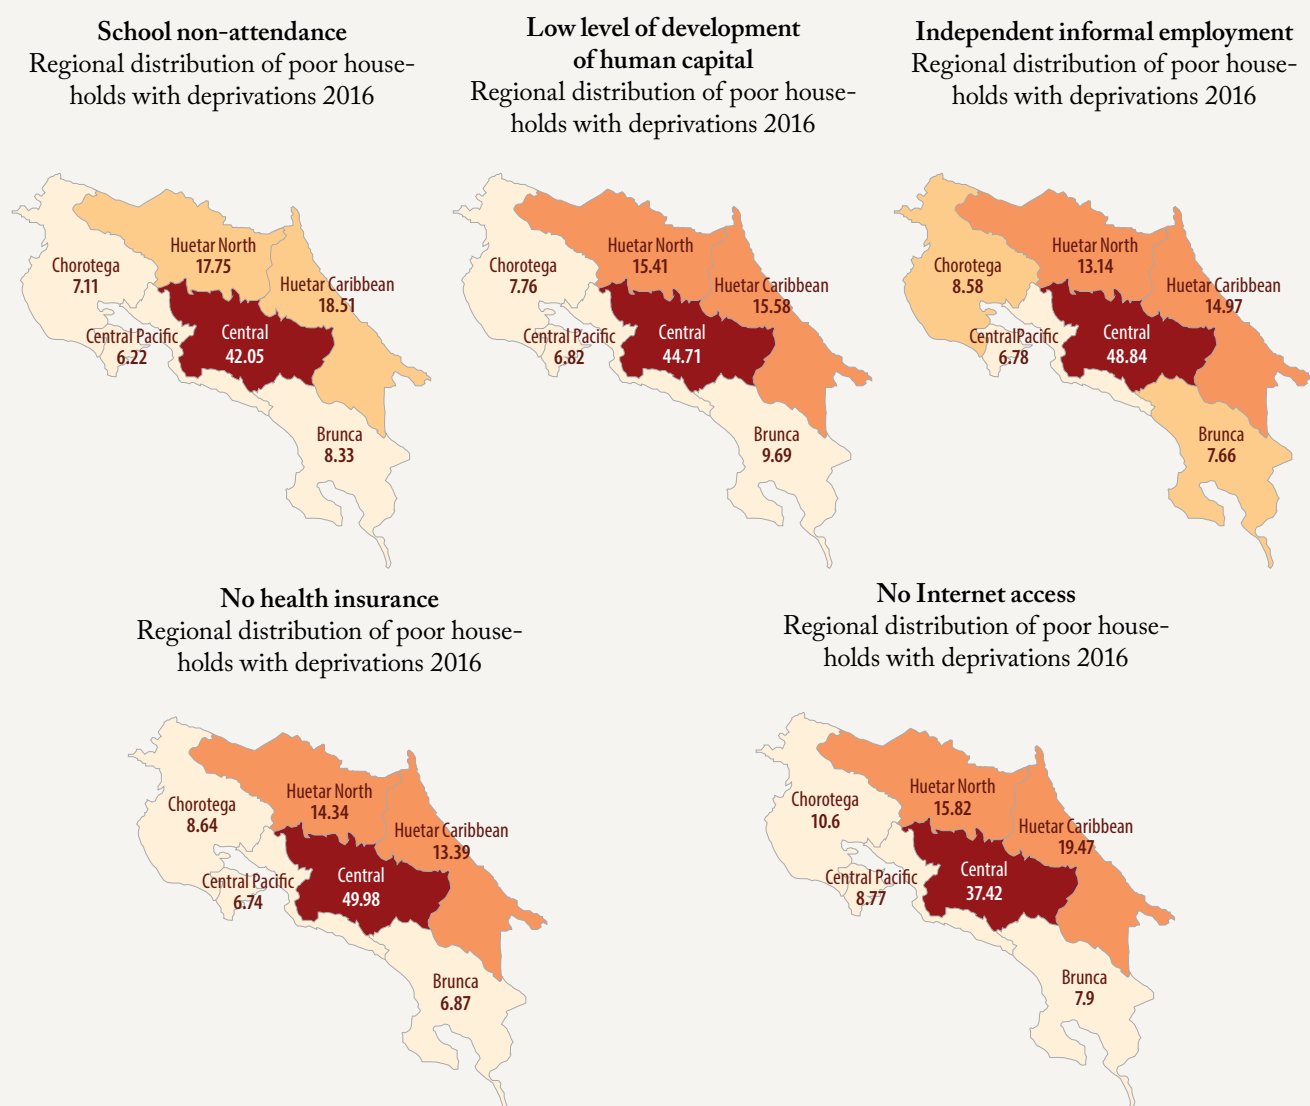 School non-attendance
Regional distribution of poor house-
holds with deprivations 2016
Huetar North
17.75
Chorotega
7.11
Huetar Caribbean
18.51
Central Pacific
6.22
Central
42.05
Brunca
8.33
Low level of development
of human capital
Regional distribution of poor house-
holds with deprivations 2016
Huetar North
15.41
Chorotega
7.76
Huetar Caribbean
15.58
Central Pacific
6.82
Central
44.71
Brunca
9.69
Independent informal employment
Regional distribution of poor house-
holds with deprivations 2016
Huetar North
13.14
Chorotega
8.58
Huetar Caribbean
14.97
CentralPacific
6.78
Central
48.84
Brunca
7.66
No health insurance
Regional distribution of poor house-
holds with deprivations 2016
Huetar North
14.34
Chorotega
8.64
Huetar Caribbean
13.39
Central Pacific
6.74
Central
49.98
Brunca
6.87
No Internet access
Regional distribution of poor house-
holds with deprivations 2016
Huetar North
15.82
Chorotega
10.6
Huetar Caribbean
19.47
Central Pacific
8.77
Central
37.42
Brunca
7.9